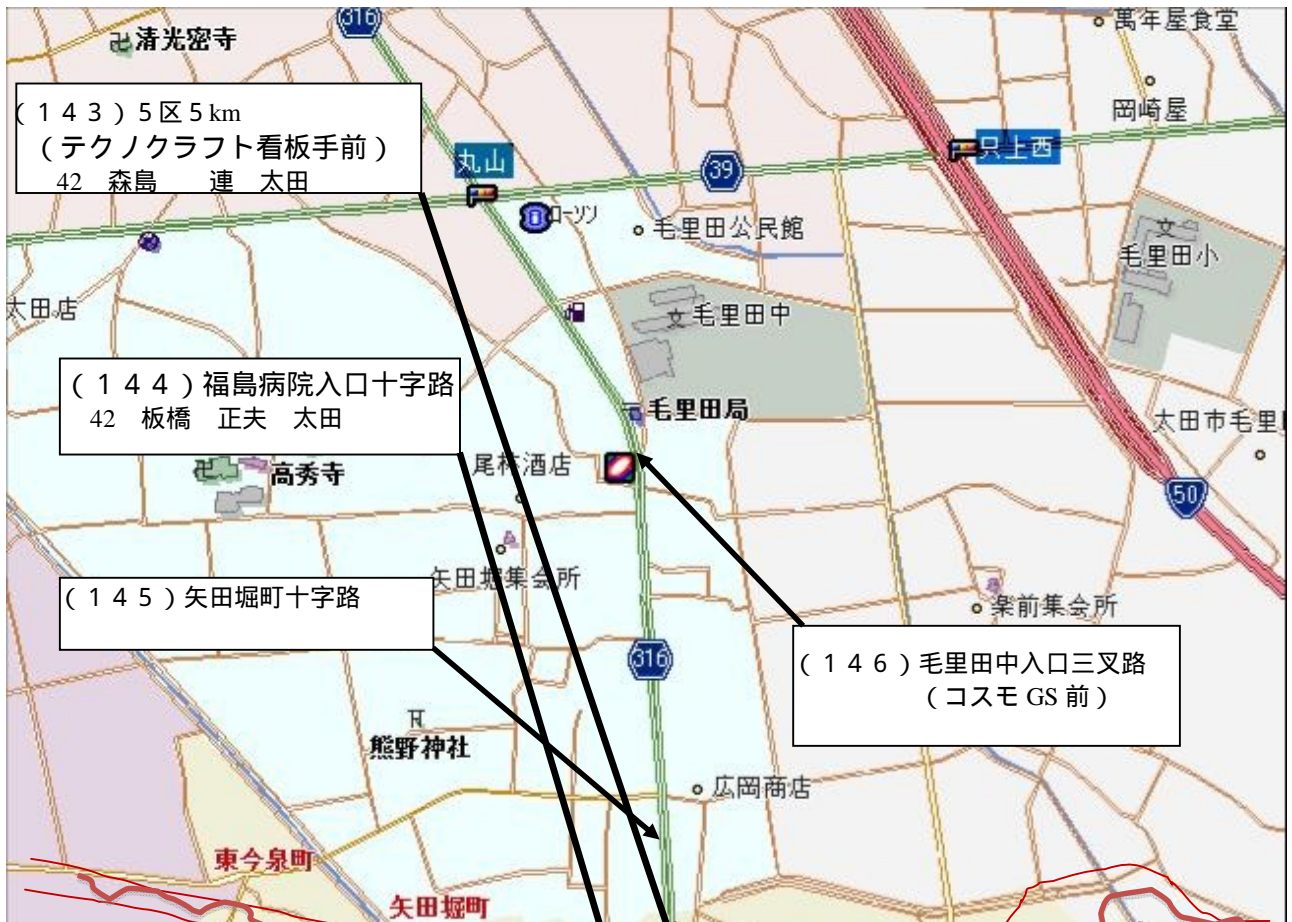 316
清光密寺
萬年屋食堂
岡崎屋
(143)5区5km
(テクノクラフト看板手前)
42 森島 連 太田
丸山
39
只上西
ローソン
毛里田公民館
毛里田小
太田店
毛里田中
(144)福島病院入口十字路
42 板橋 正夫 太田
毛里田局
太田市毛里
高秀寺
尾林酒店
50
矢田堀集会所
(145)矢田堀町十字路
楽前集会所
316
(146)毛里田中入口三叉路
(コスモGS前)
熊野神社
広岡商店
東今泉町
矢田堀町